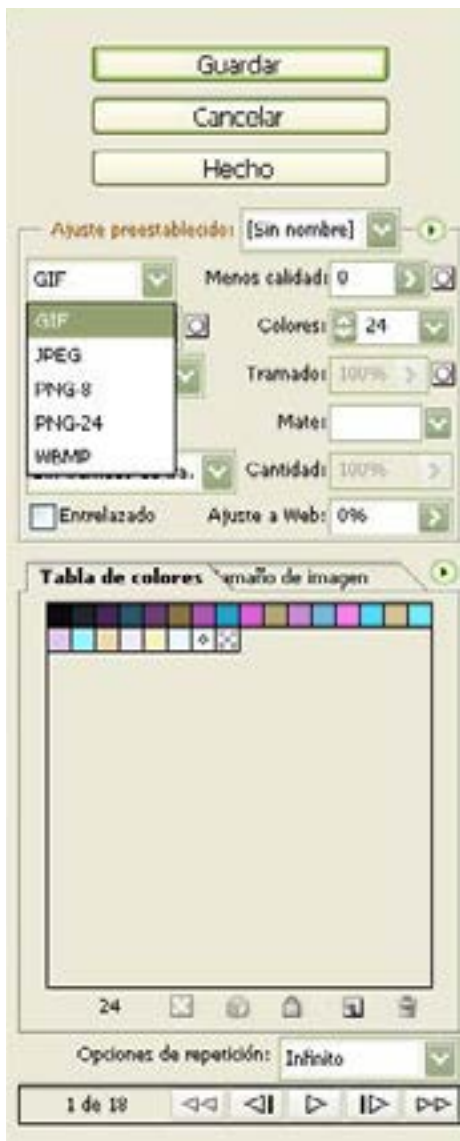 Guardar
Cancelar
Hecho
Ajuste preestablecido: [Sin nombre]
GIF Menos calidad: 0
GIF
JPEG
PNG-8
PNG-24
WBMP
Colores: 24
Tramado: 100%
Mate:
Cantidad: 100%
Entrelazado Ajuste a Web: 0%
Tabla de colores amaño de imagen
24
Opciones de repetición: Infinito
1 de 18